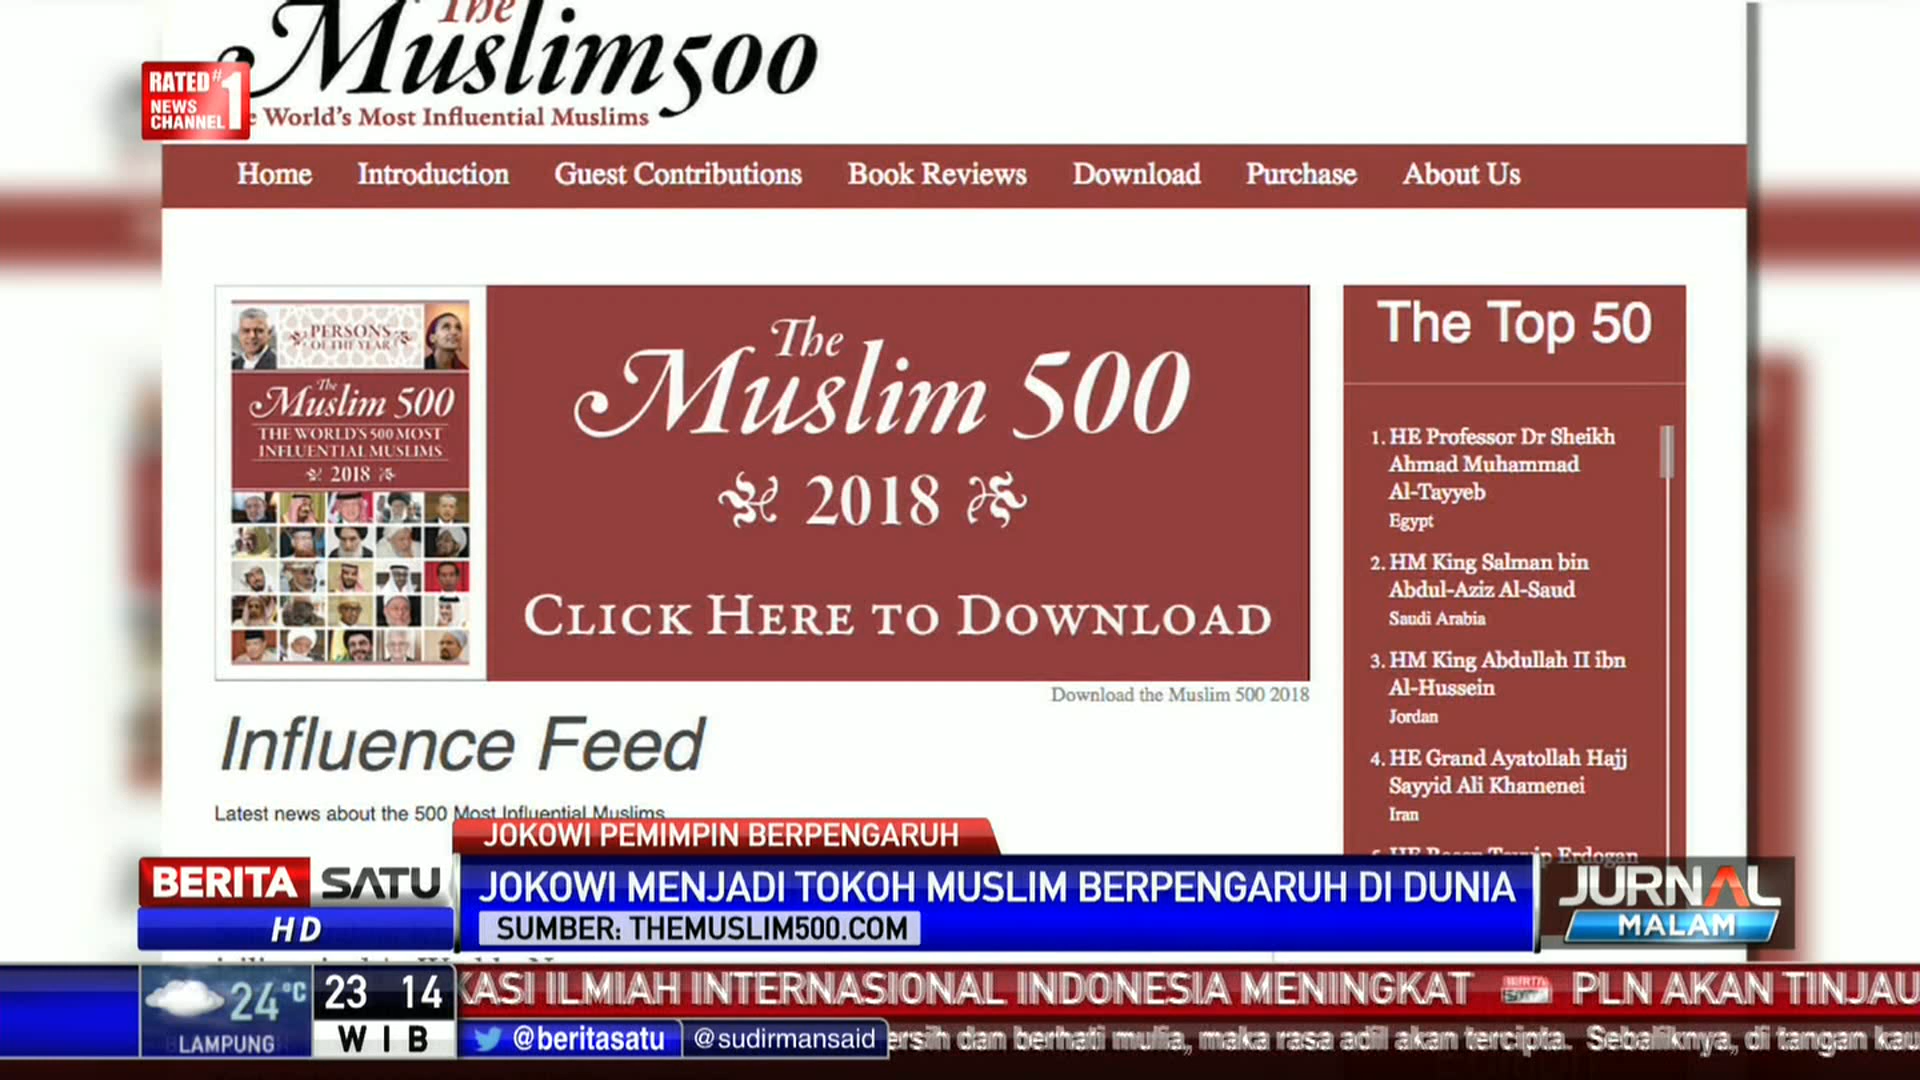 The
Muslim500
World's Most Influential Muslims
RATED #1
NEWS
CHANNEL
Home Introduction Guest Contributions Book Reviews Download Purchase About Us
PERSONS
OF THE YEAR
The
Muslim 500
THE WORLD'S 500 MOST
INFLUENTIAL MUSLIMS
2018
The
Muslim 500
2018
CLICK HERE TO DOWNLOAD
Download the Muslim 500 2018
The Top 50
1. HE Professor Dr Sheikh
Ahmad Muhammad
Al-Tayyeb
Egypt
2. HM King Salman bin
Abdul-Aziz Al-Saud
Saudi Arabia
3. HM King Abdullah II ibn
Al-Hussein
Jordan
4. HE Grand Ayatollah Hajj
Sayyid Ali Khamenei
Iran
Erdogan
Influence Feed
Latest news about the 500 Most Influential Muslims
JOKOWI PEMIMPIN BERPENGARUH
BERITA SATU
HD
JOKOWI MENJADI TOKOH MUSLIM BERPENGARUH DI DUNIA
SUMBER: THEMUSLIM500.COM
JURNAL
MALAM
24°C
LAMPUNG
23 14
WIB
KASI ILMIAH INTERNASIONAL INDONESIA MENINGKAT BERITA SATU PLN AKAN TINJAU
@beritasatu @sudirmansaid ersih dan berhati mulia, maka rasa adil akan tercipta. Sebaliknya, di tangan kau